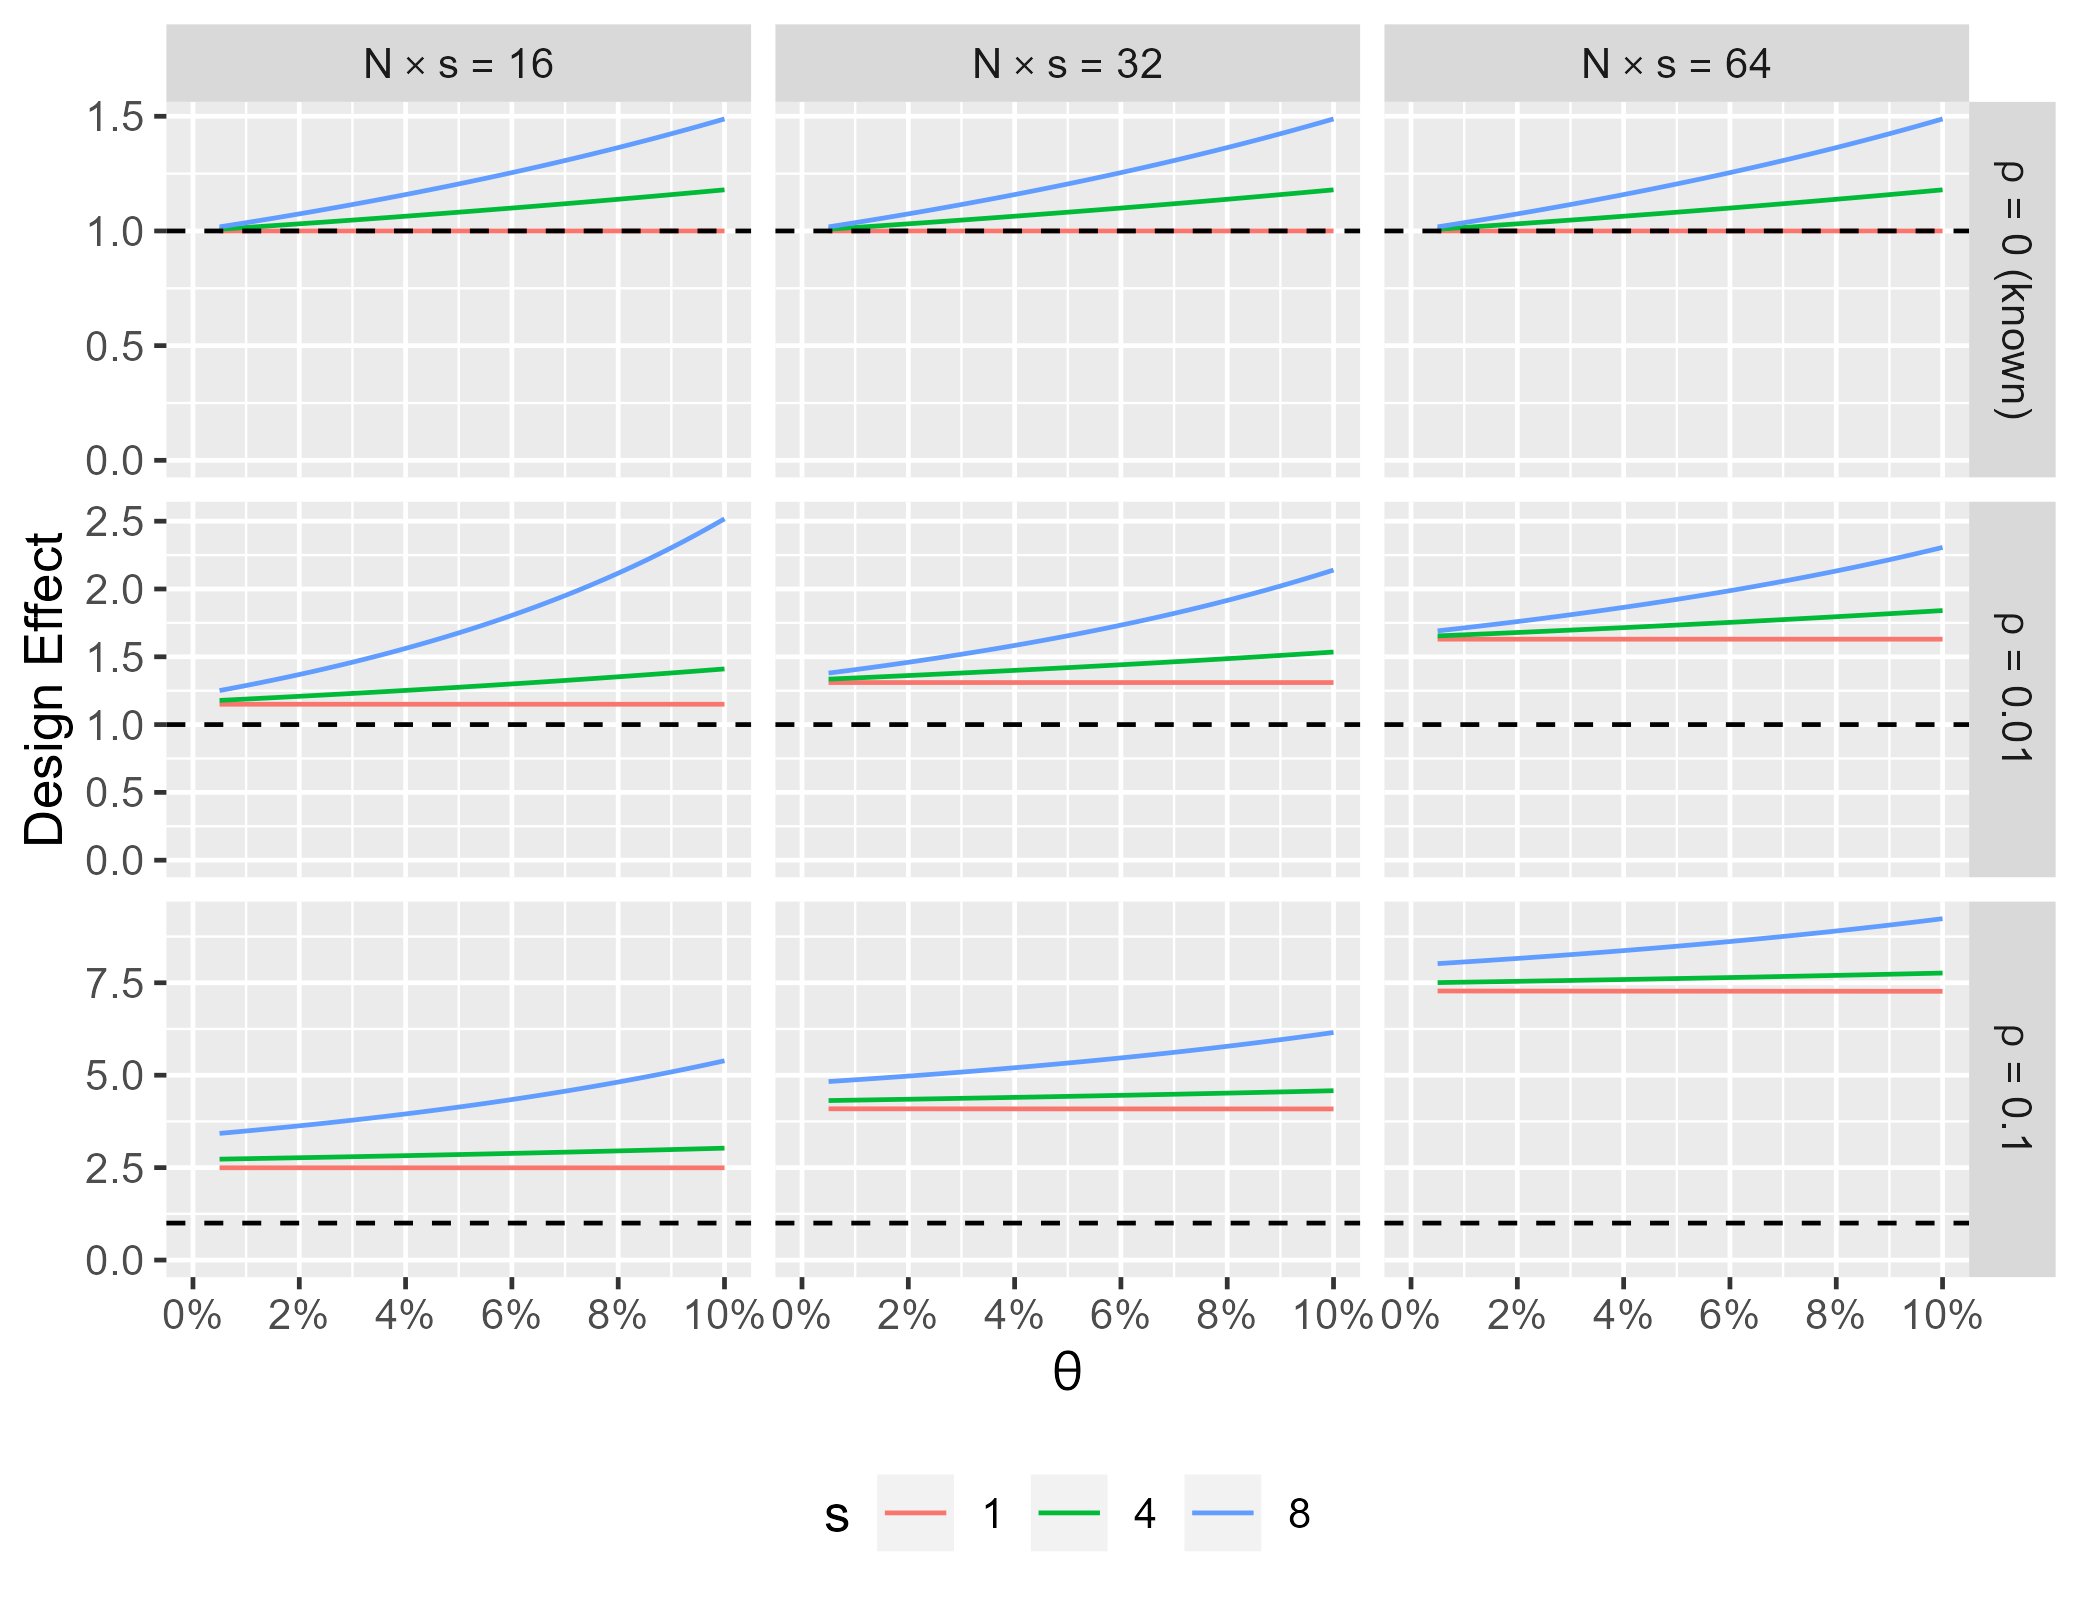 N × s = 16
N × s = 32
N × s = 64
1.5
1.0
0.5
0.0
ρ = 0 (known)
2.5
2.0
1.5
1.0
0.5
0.0
ρ = 0.01
7.5
5.0
2.5
0.0
ρ = 0.1
Design Effect
0% 2% 4% 6% 8% 10%
0% 2% 4% 6% 8% 10%
0% 2% 4% 6% 8% 10%
θ
s 1 4 8